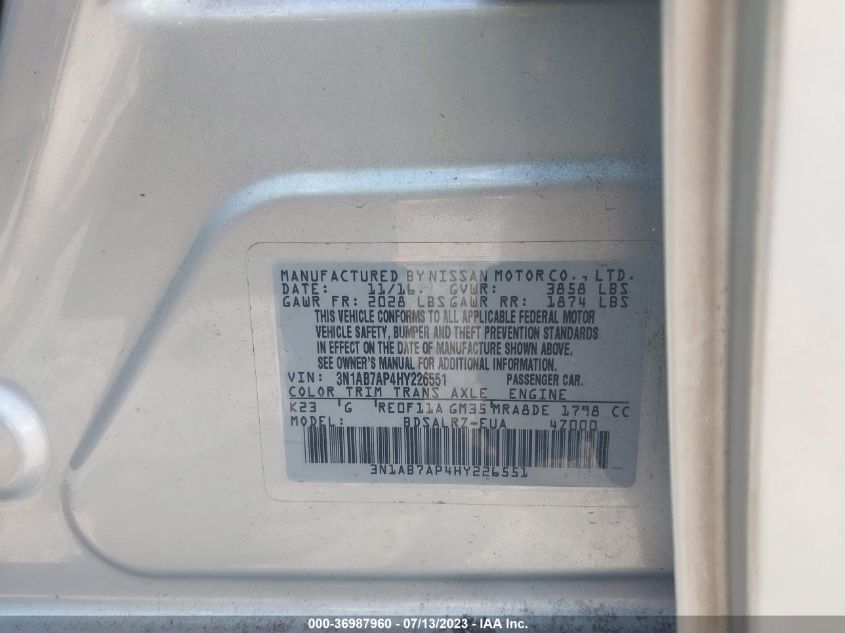 MANUFACTURED BY NISSAN MOTOR CO., LTD.
DATE: 11/16 GVWR: 3858 LBS
GAWR FR: 2028 LBS GAWR RR: 1874 LBS
THIS VEHICLE CONFORMS TO ALL APPLICABLE FEDERAL MOTOR
VEHICLE SAFETY, BUMPER AND THEFT PREVENTION STANDARDS
IN EFFECT ON THE DATE OF MANUFACTURE SHOWN ABOVE.
SEE OWNER'S MANUAL FOR ADDITIONAL INFORMATION.
VIN: 3N1AB7AP4HY226551 PASSENGER CAR.
COLOR TRIM TRANS AXLE ENGINE
K23 G RE0F11A GM35 MRA8DE 1798 CC
MODEL: BDSALRZ-EUA 47000
3N1AB7AP4HY226551
000-36987960 - 07/13/2023 - EUA.